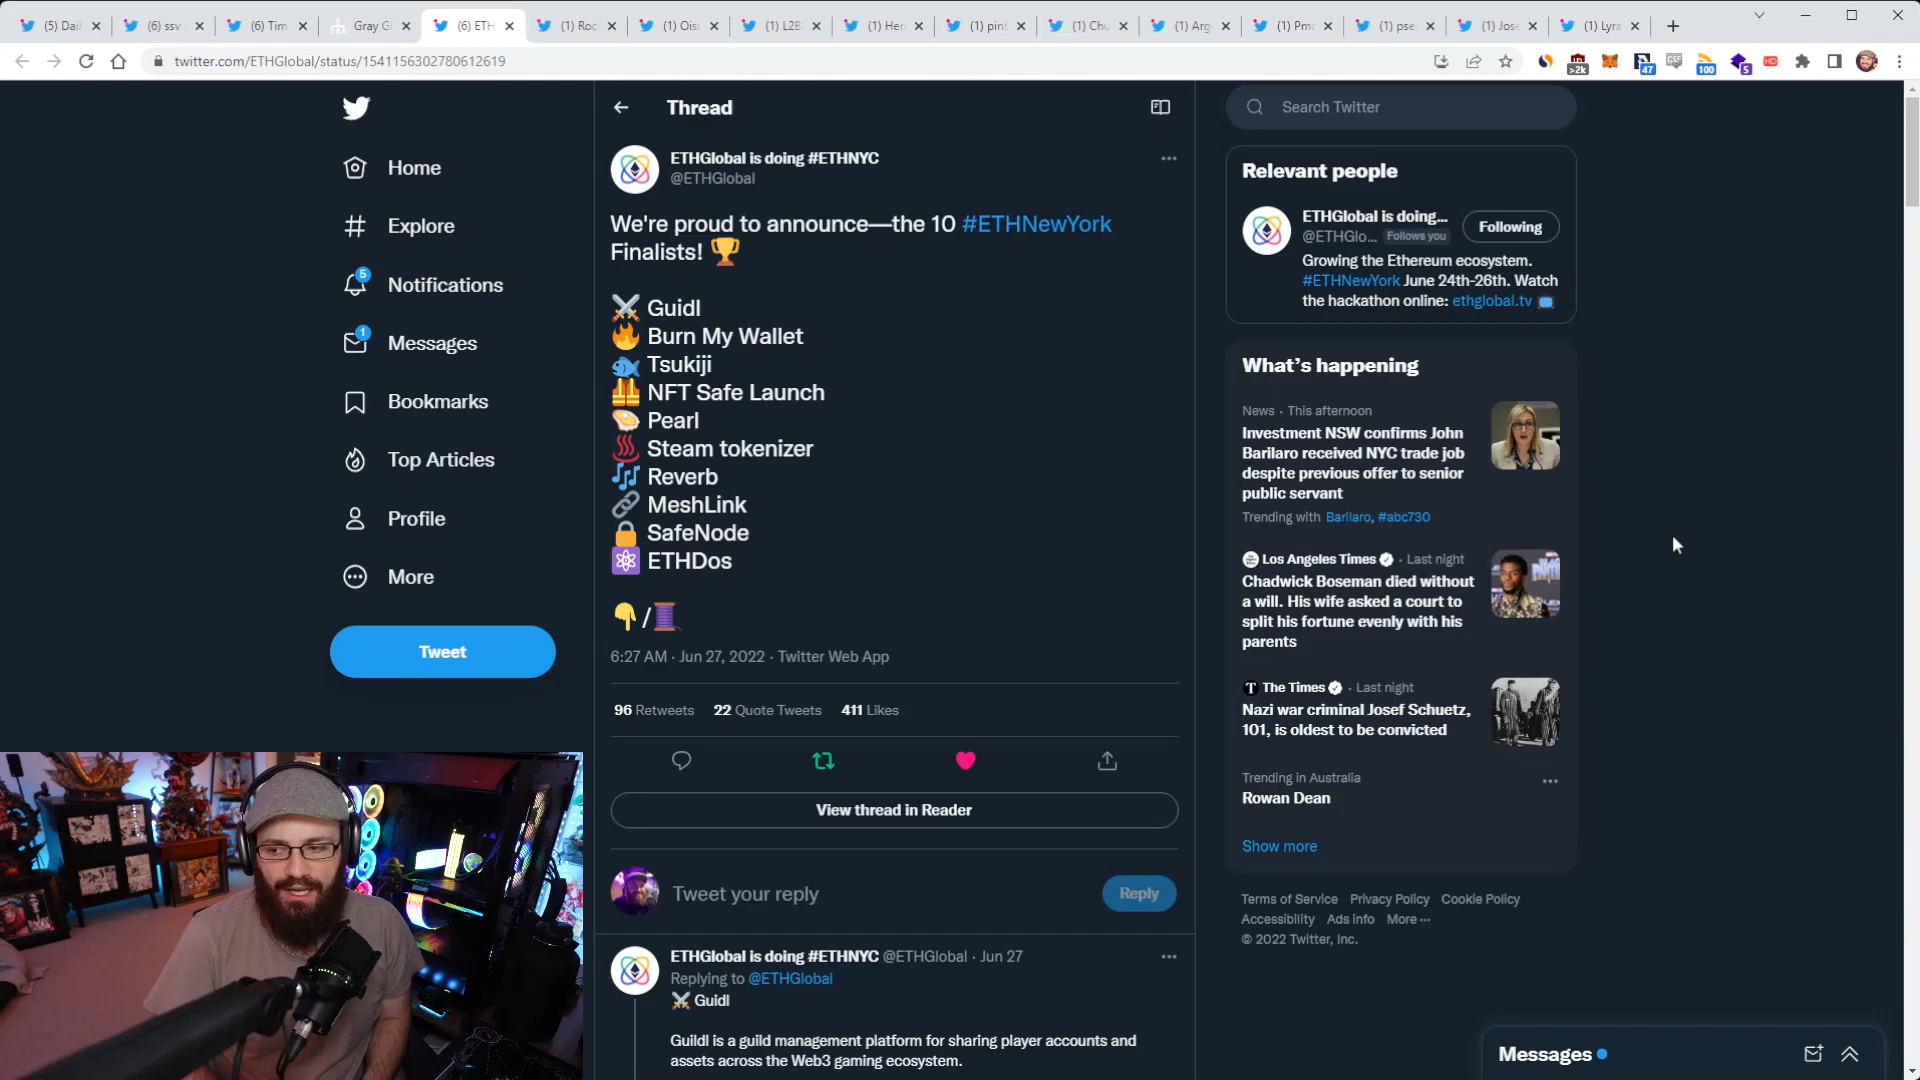 (5) Dail
(6) ssv
(6) Tim
Gray Gl
(6) ETH
(1) Roc
(1) Ois
(1) L2B
(1) Her
(1) pint
(1) Chu
(1) Arg
(1) Pmc
(1) pse
(1) Jose
(1) Lyra
twitter.com/ETHGlobal/status/1541156302780612619
>2k
47
100
5
HD
Home
Explore
5
Notifications
1
Messages
Bookmarks
Top Articles
Profile
More
Tweet
Thread
ETHGlobal is doing #ETHNYC
@ETHGlobal
We're proud to announce—the 10 #ETHNewYork
Finalists! 🏆
⚔️ Guidl
🔥 Burn My Wallet
🐟 Tsukiji
🦺 NFT Safe Launch
🦪 Pearl
♨️ Steam tokenizer
🎶 Reverb
🔗 MeshLink
🔒 SafeNode
⚛️ ETHDos
👇/🧵
6:27 AM · Jun 27, 2022 · Twitter Web App
96 Retweets 22 Quote Tweets 411 Likes
View thread in Reader
Tweet your reply
Reply
ETHGlobal is doing #ETHNYC @ETHGlobal · Jun 27
Replying to @ETHGlobal
⚔️ Guidl
Guildl is a guild management platform for sharing player accounts and
assets across the Web3 gaming ecosystem.
Search Twitter
Relevant people
ETHGlobal is doing...
@ETHGlo... Follows you
Following
Growing the Ethereum ecosystem.
#ETHNewYork June 24th-26th. Watch
the hackathon online: ethglobal.tv
What's happening
News · This afternoon
Investment NSW confirms John
Barilaro received NYC trade job
despite previous offer to senior
public servant
Trending with Barilaro, #abc730
Los Angeles Times · Last night
Chadwick Boseman died without
a will. His wife asked a court to
split his fortune evenly with his
parents
The Times · Last night
Nazi war criminal Josef Schuetz,
101, is oldest to be convicted
Trending in Australia
Rowan Dean
Show more
Terms of Service Privacy Policy Cookie Policy
Accessibility Ads info More ···
© 2022 Twitter, Inc.
Messages